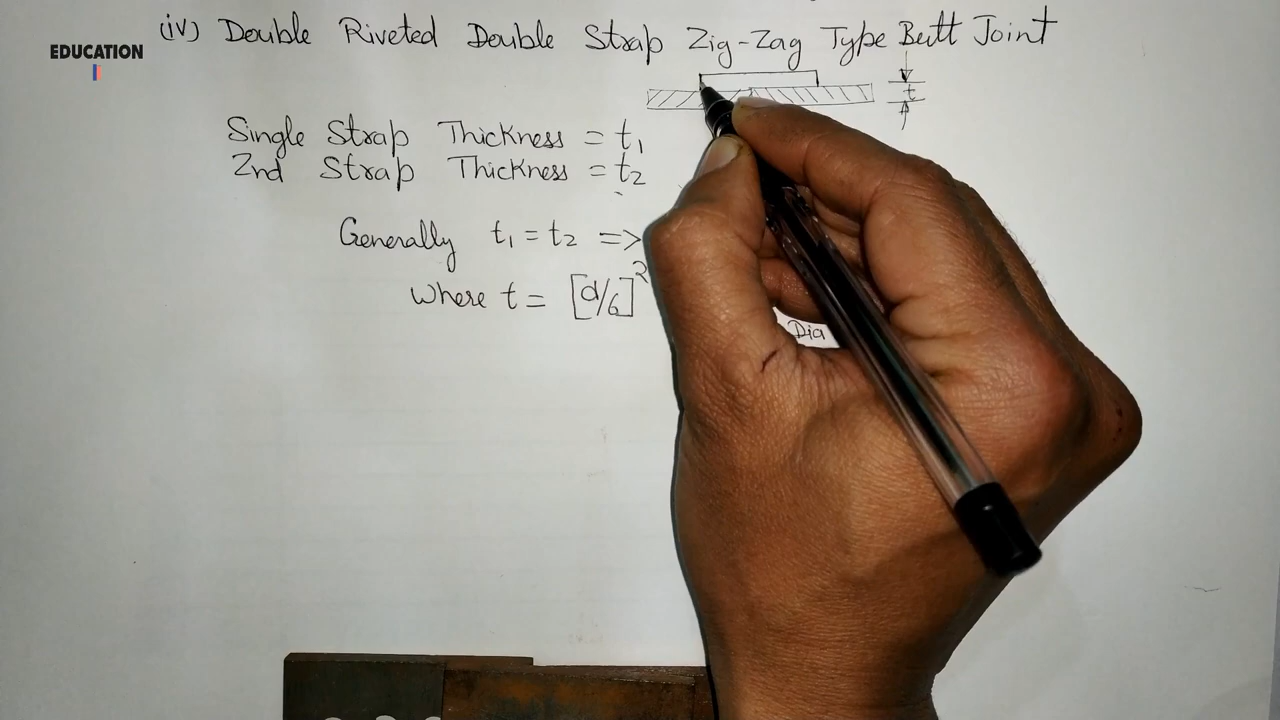 (iv) Double Riveted Double Strap Zig-Zag Type Butt Joint
EDUCATION
t
Single Strap Thickness = t1
2nd Strap Thickness = t2
Generally t1 = t2 =>
Where t = [d/6]2
Dia